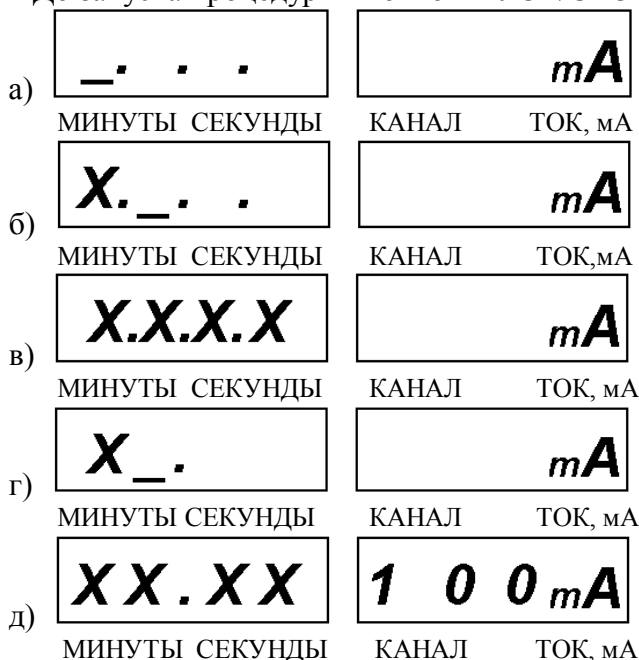 а) _. . . mA
МИНУТЫ СЕКУНДЫ КАНАЛ ТОК, мА
б) X._. . mA
МИНУТЫ СЕКУНДЫ КАНАЛ ТОК,мА
в) X.X.X.X mA
МИНУТЫ СЕКУНДЫ КАНАЛ ТОК, мА
г) X_. mA
МИНУТЫ СЕКУНДЫ КАНАЛ ТОК, мА
д) XX.XX 1 0 0 mA
МИНУТЫ СЕКУНДЫ КАНАЛ ТОК, мА